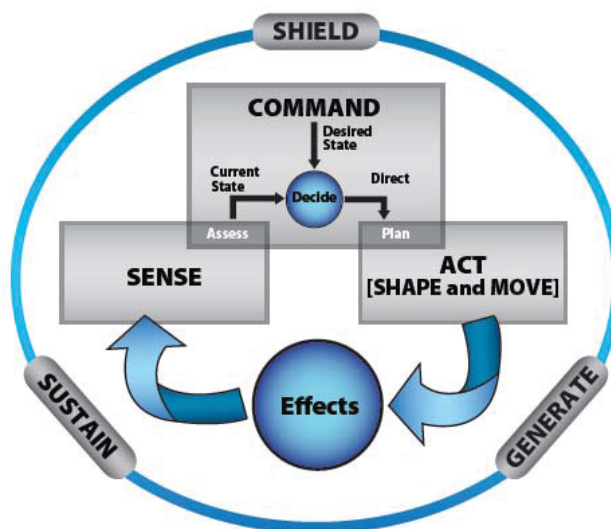 SHIELD
COMMAND
Desired
State
Current
State
Decide
Direct
Assess
Plan
SENSE
ACT
[SHAPE and MOVE]
Effects
SUSTAIN
GENERATE